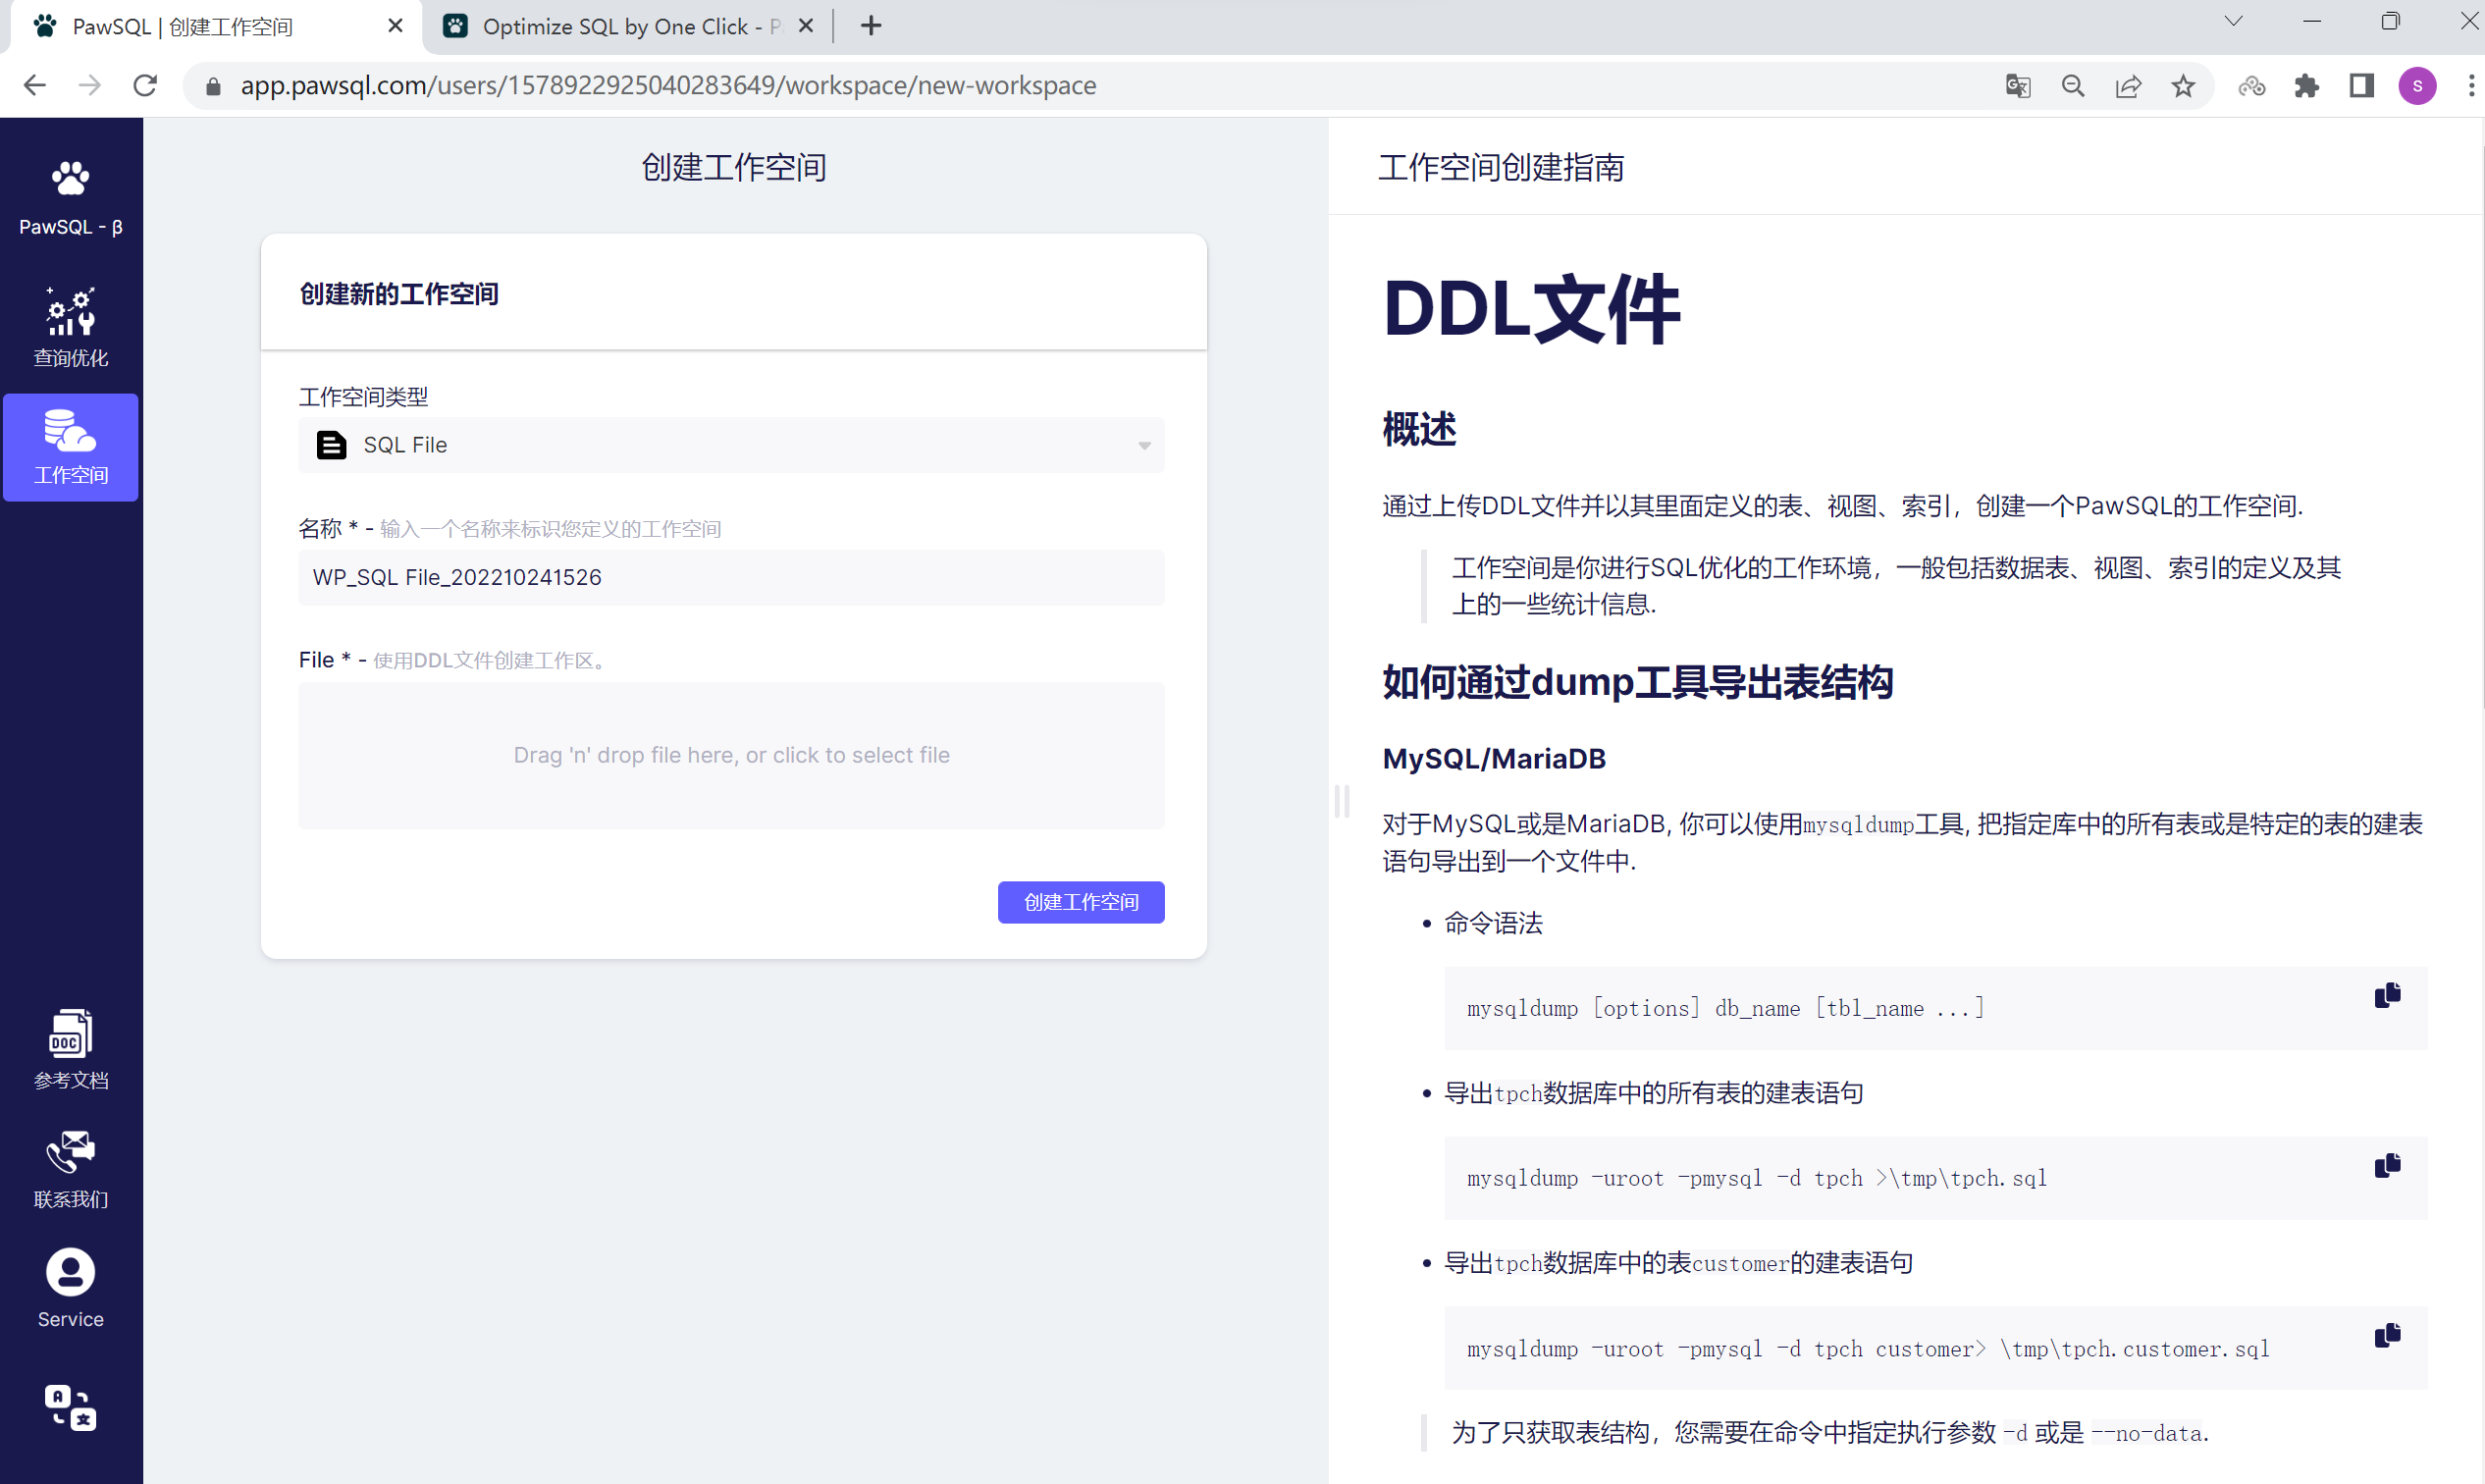 PawSQL | 创建工作空间
Optimize SQL by One Click - P
app.pawsql.com/users/1578922925040283649/workspace/new-workspace
S
PawSQL - β
查询优化
工作空间
DOC
参考文档
联系我们
Service
A 文
创建工作空间
创建新的工作空间
工作空间类型
SQL File
名称 * - 输入一个名称来标识您定义的工作空间
WP_SQL File_202210241526
File * - 使用DDL文件创建工作区。
Drag 'n' drop file here, or click to select file
创建工作空间
工作空间创建指南
DDL文件
概述
通过上传DDL文件并以其里面定义的表、视图、索引，创建一个PawSQL的工作空间.
工作空间是你进行SQL优化的工作环境，一般包括数据表、视图、索引的定义及其
上的一些统计信息.
如何通过dump工具导出表结构
MySQL/MariaDB
对于MySQL或是MariaDB, 你可以使用mysqldump工具, 把指定库中的所有表或是特定的表的建表
语句导出到一个文件中.
• 命令语法
mysqldump [options] db_name [tbl_name ...]
• 导出tpch数据库中的所有表的建表语句
mysqldump -uroot -pmysql -d tpch >\tmp\tpch.sql
• 导出tpch数据库中的表customer的建表语句
mysqldump -uroot -pmysql -d tpch customer> \tmp\tpch.customer.sql
为了只获取表结构，您需要在命令中指定执行参数 -d 或是 --no-data.